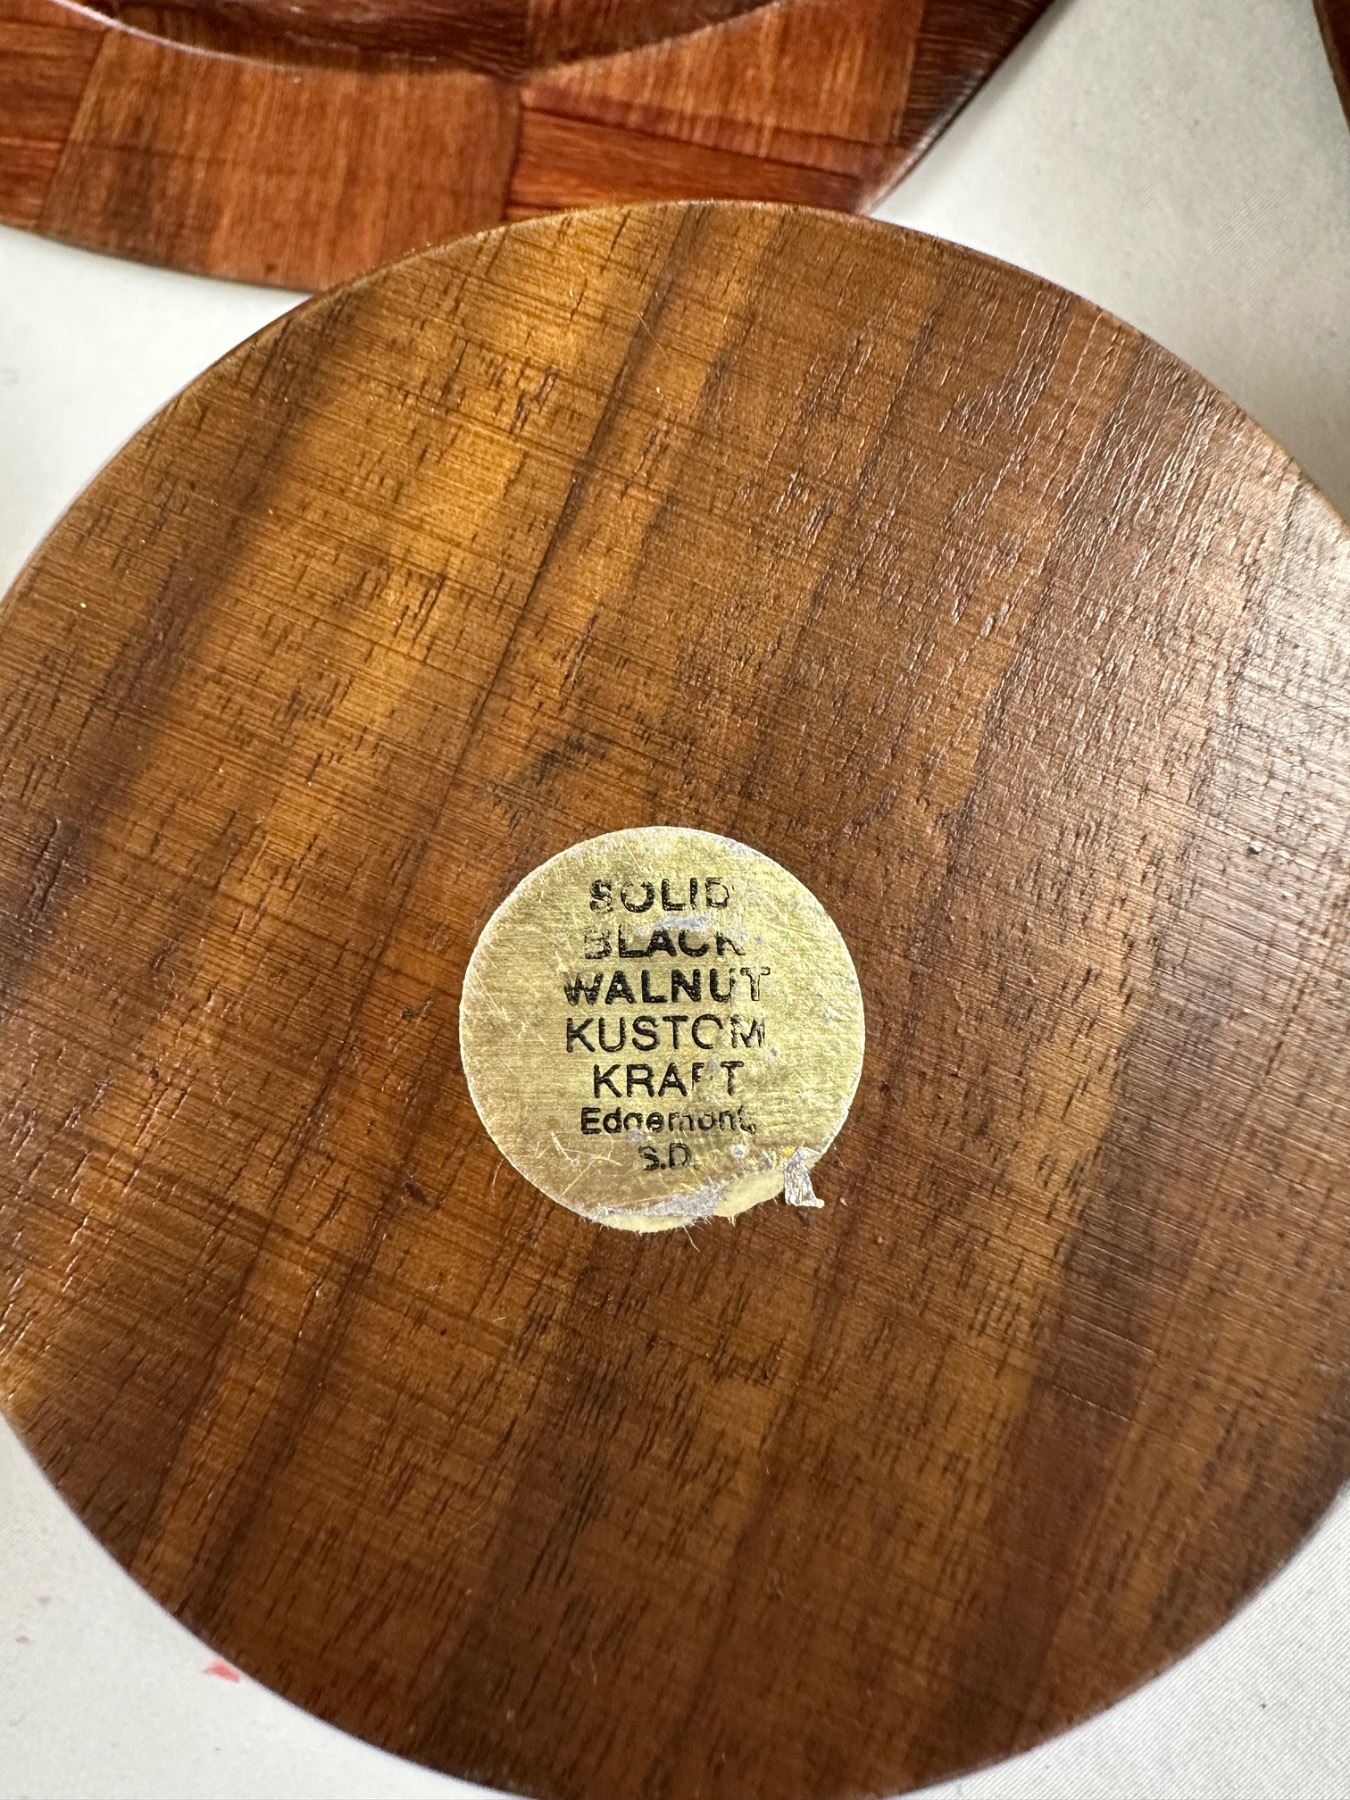 SOLID
BLACK
WALNUT
KUSTOM
KRAFT
Edgemont,
S.D.